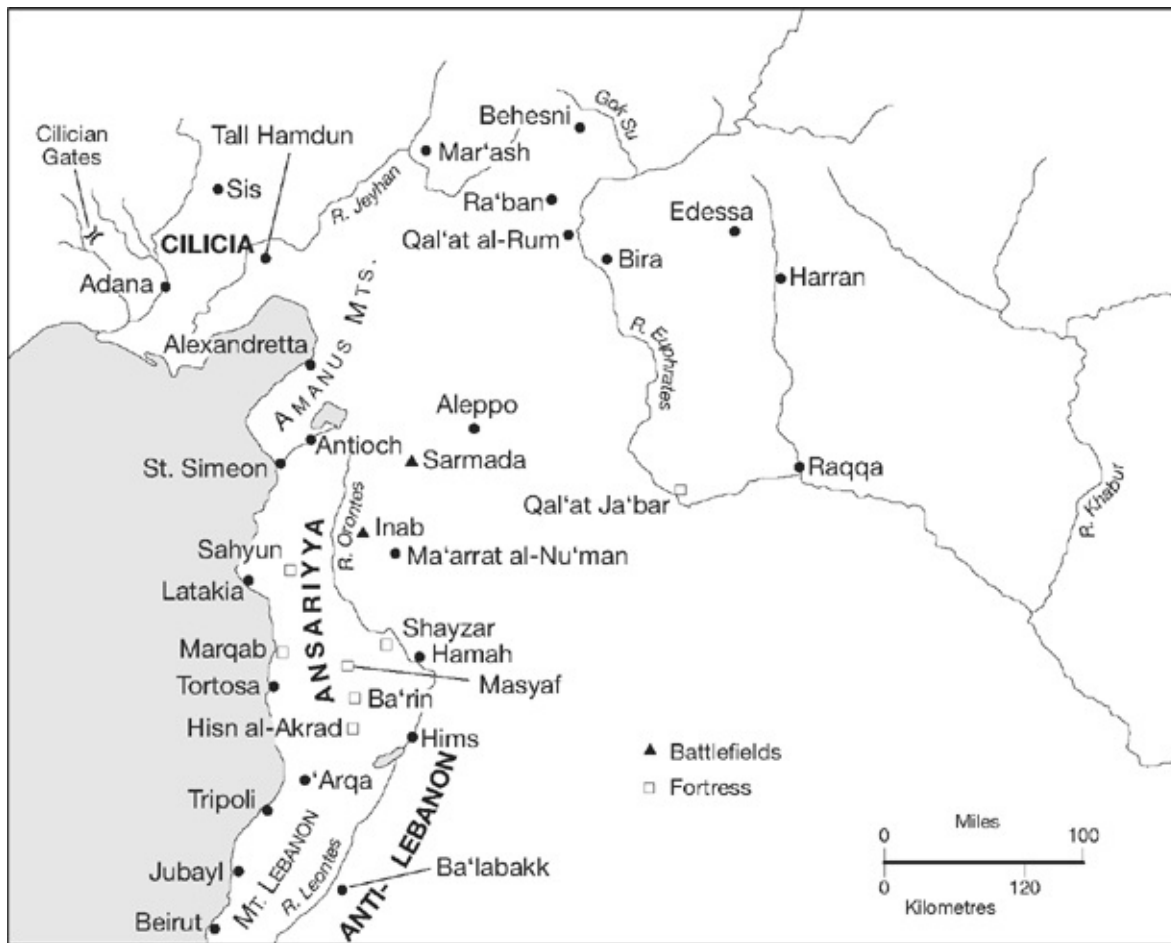 Cilician
Gates
Tall Hamdun
Behesni
Gok Su
Mar‘ash
Sis
R. Jeyhan
Ra‘ban
Edessa
CILICIA
Qal‘at al-Rum
Bira
Adana
Harran
AMANUS MTS.
R. Euphrates
Alexandretta
Aleppo
Antioch
Sarmada
St. Simeon
Raqqa
Qal‘at Ja‘bar
R. Khabur
R. Orontes
Inab
Ma‘arrat al-Nu‘man
Sahyun
Latakia
ANSARIYYA
Shayzar
Marqab
Hamah
Masyaf
Tortosa
Ba‘rin
Hisn al-Akrad
Hims
Battlefields
Fortress
‘Arqa
Tripoli
MT. LEBANON
R. Leontes
ANTI-LEBANON
Ba‘labakk
Jubayl
Beirut
0 Miles 100
0 120
Kilometres